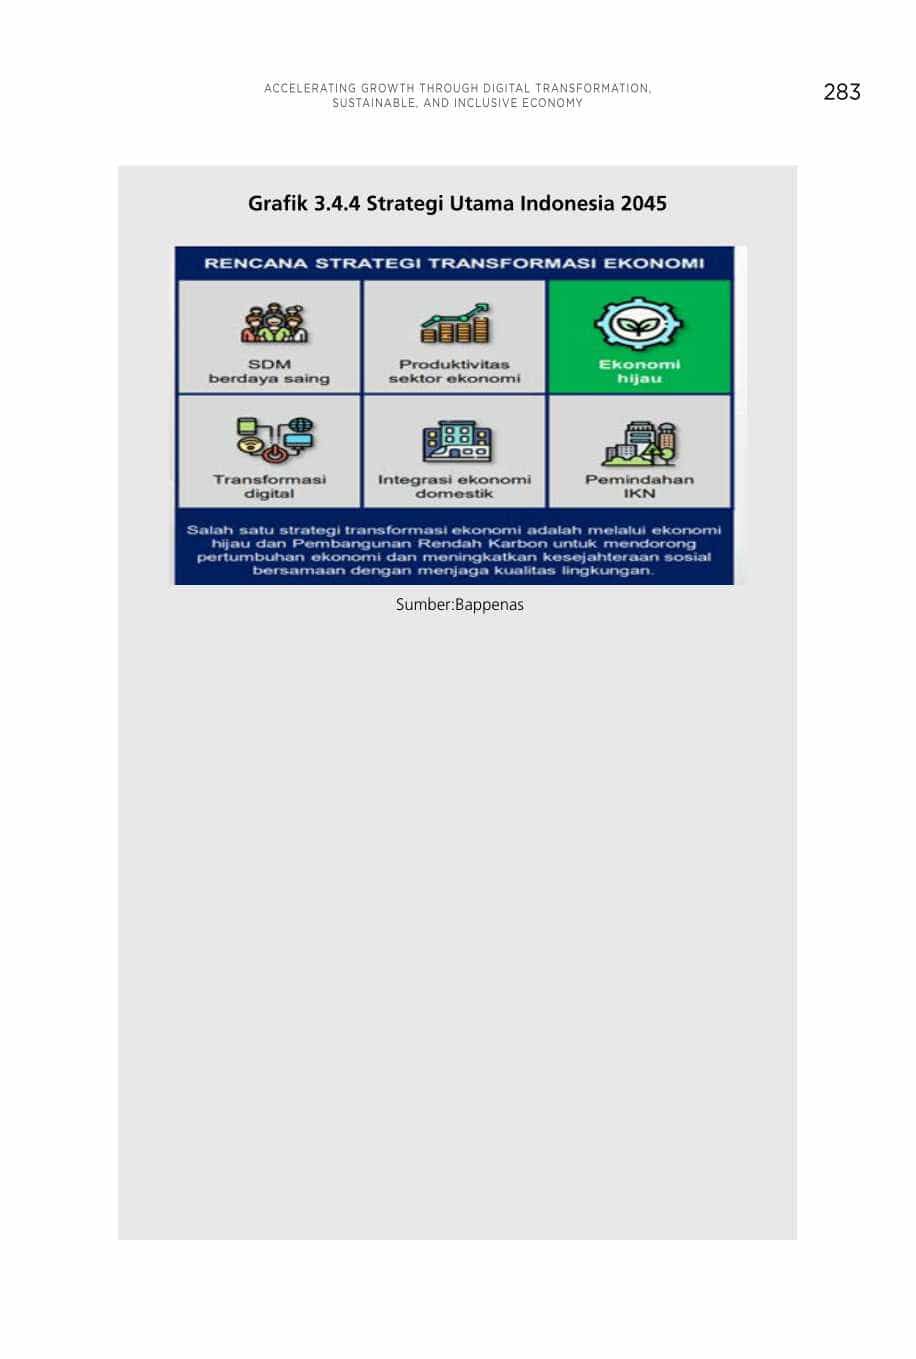 ACCELERATING GROWTH THROUGH DIGITAL TRANSFORMATION,
SUSTAINABLE, AND INCLUSIVE ECONOMY
283
Grafik 3.4.4 Strategi Utama Indonesia 2045
RENCANA STRATEGI TRANSFORMASI EKONOMI
SDM
berdaya saing
Produktivitas
sektor ekonomi
Ekonomi
hijau
Transformasi
digital
Integrasi ekonomi
domestik
Pemindahan
IKN
Salah satu strategi transformasi ekonomi adalah melalui ekonomi
hijau dan Pembangunan Rendah Karbon untuk mendorong
pertumbuhan ekonomi dan meningkatkan kesejahteraan sosial
bersamaan dengan menjaga kualitas lingkungan.
Sumber:Bappenas